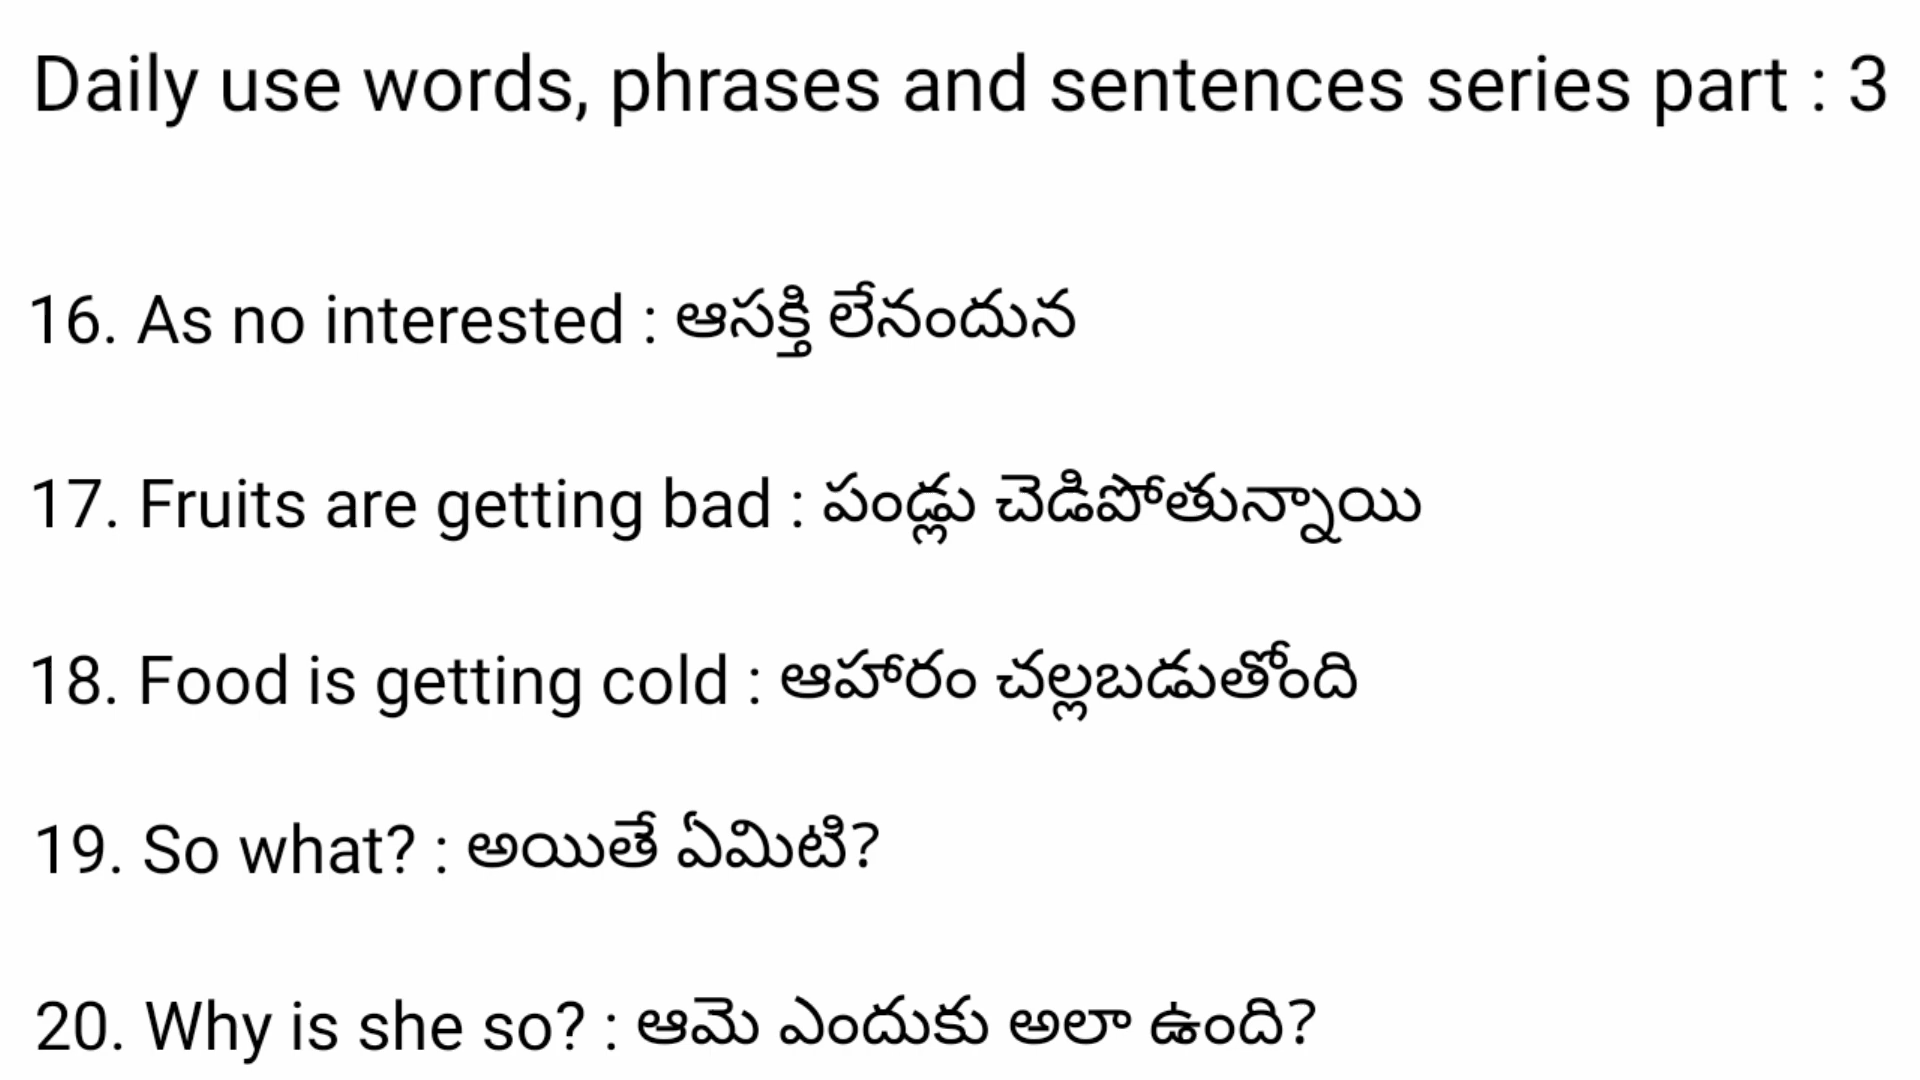 Daily use words, phrases and sentences series part : 3
16. As no interested : ఆసక్తి లేనందున
17. Fruits are getting bad : పండ్లు చెడిపోతున్నాయి
18. Food is getting cold : ఆహారం చల్లబడుతోంది
19. So what? : అయితే ఏమిటి?
20. Why is she so? : ఆమె ఎందుకు అలా ఉంది?